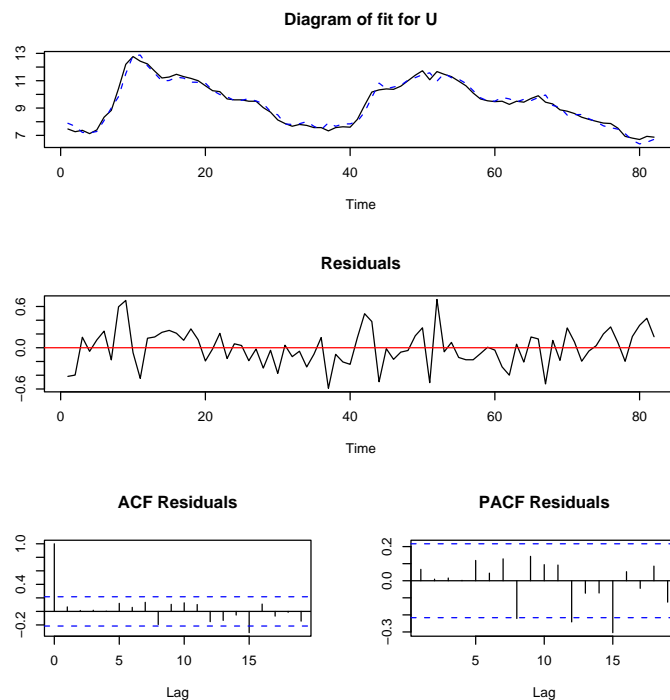 Diagram of fit for U
13
11
9
7
0 20 40 60 80
Time
Residuals
0.6
0.0
−0.6
0 20 40 60 80
Time
ACF Residuals
1.0
0.4
−0.2
0 5 10 15
Lag
PACF Residuals
0.2
0.0
−0.3
5 10 15
Lag